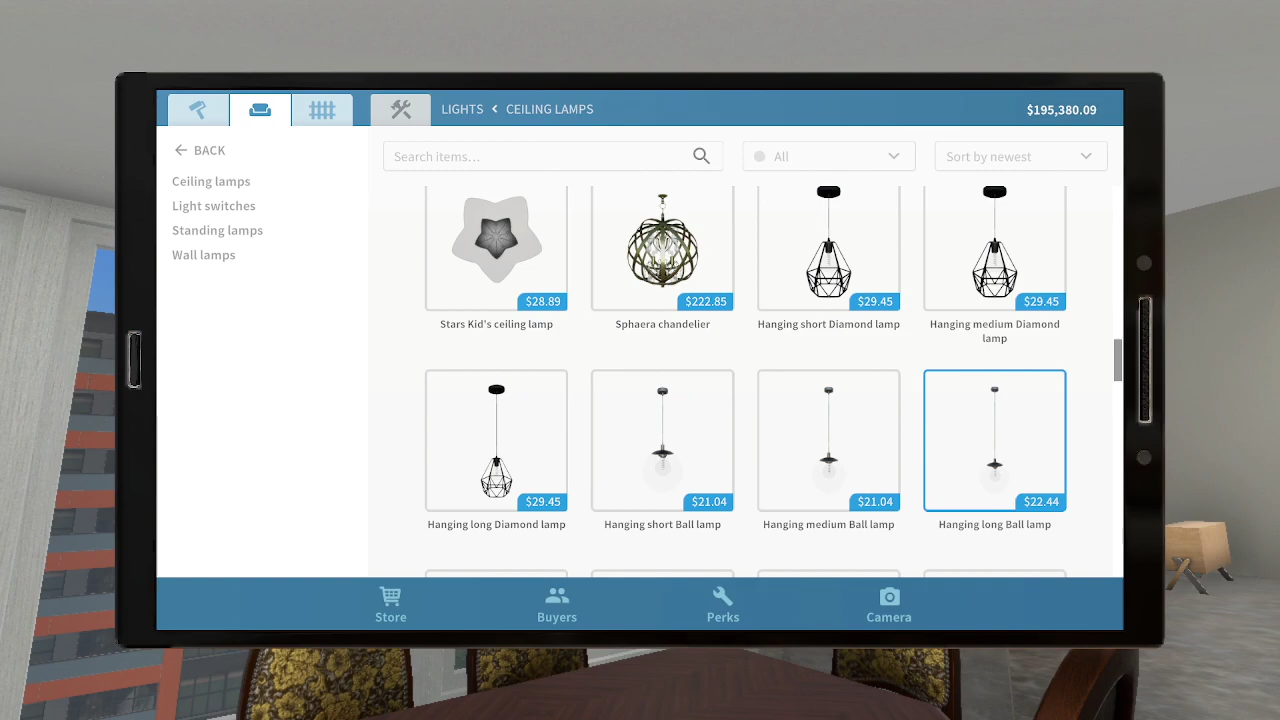 LIGHTS < CEILING LAMPS
$195,380.09
BACK
Ceiling lamps
Light switches
Standing lamps
Wall lamps
Search items...
All
Sort by newest
$28.89
Stars Kid's ceiling lamp
$222.85
Sphaera chandelier
$29.45
Hanging short Diamond lamp
$29.45
Hanging medium Diamond
lamp
$29.45
Hanging long Diamond lamp
$21.04
Hanging short Ball lamp
$21.04
Hanging medium Ball lamp
$22.44
Hanging long Ball lamp
Store
Buyers
Perks
Camera